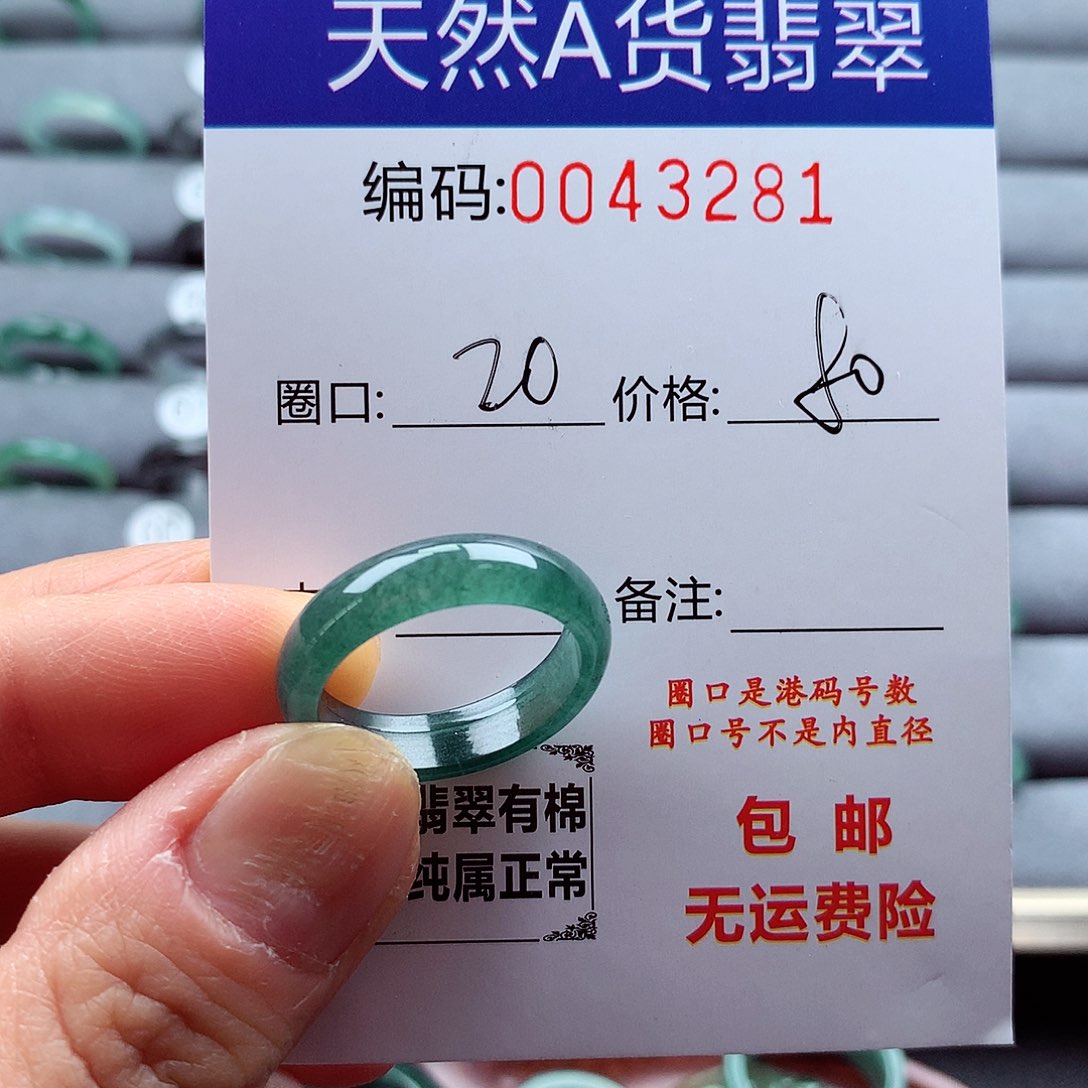 天然A货翡翠
编码:0043281
圈口: 20 价格: 80
备注:
圈口是港码号数
圈口号不是内直径
翡翠有棉
纯属正常
包 邮
无运费险